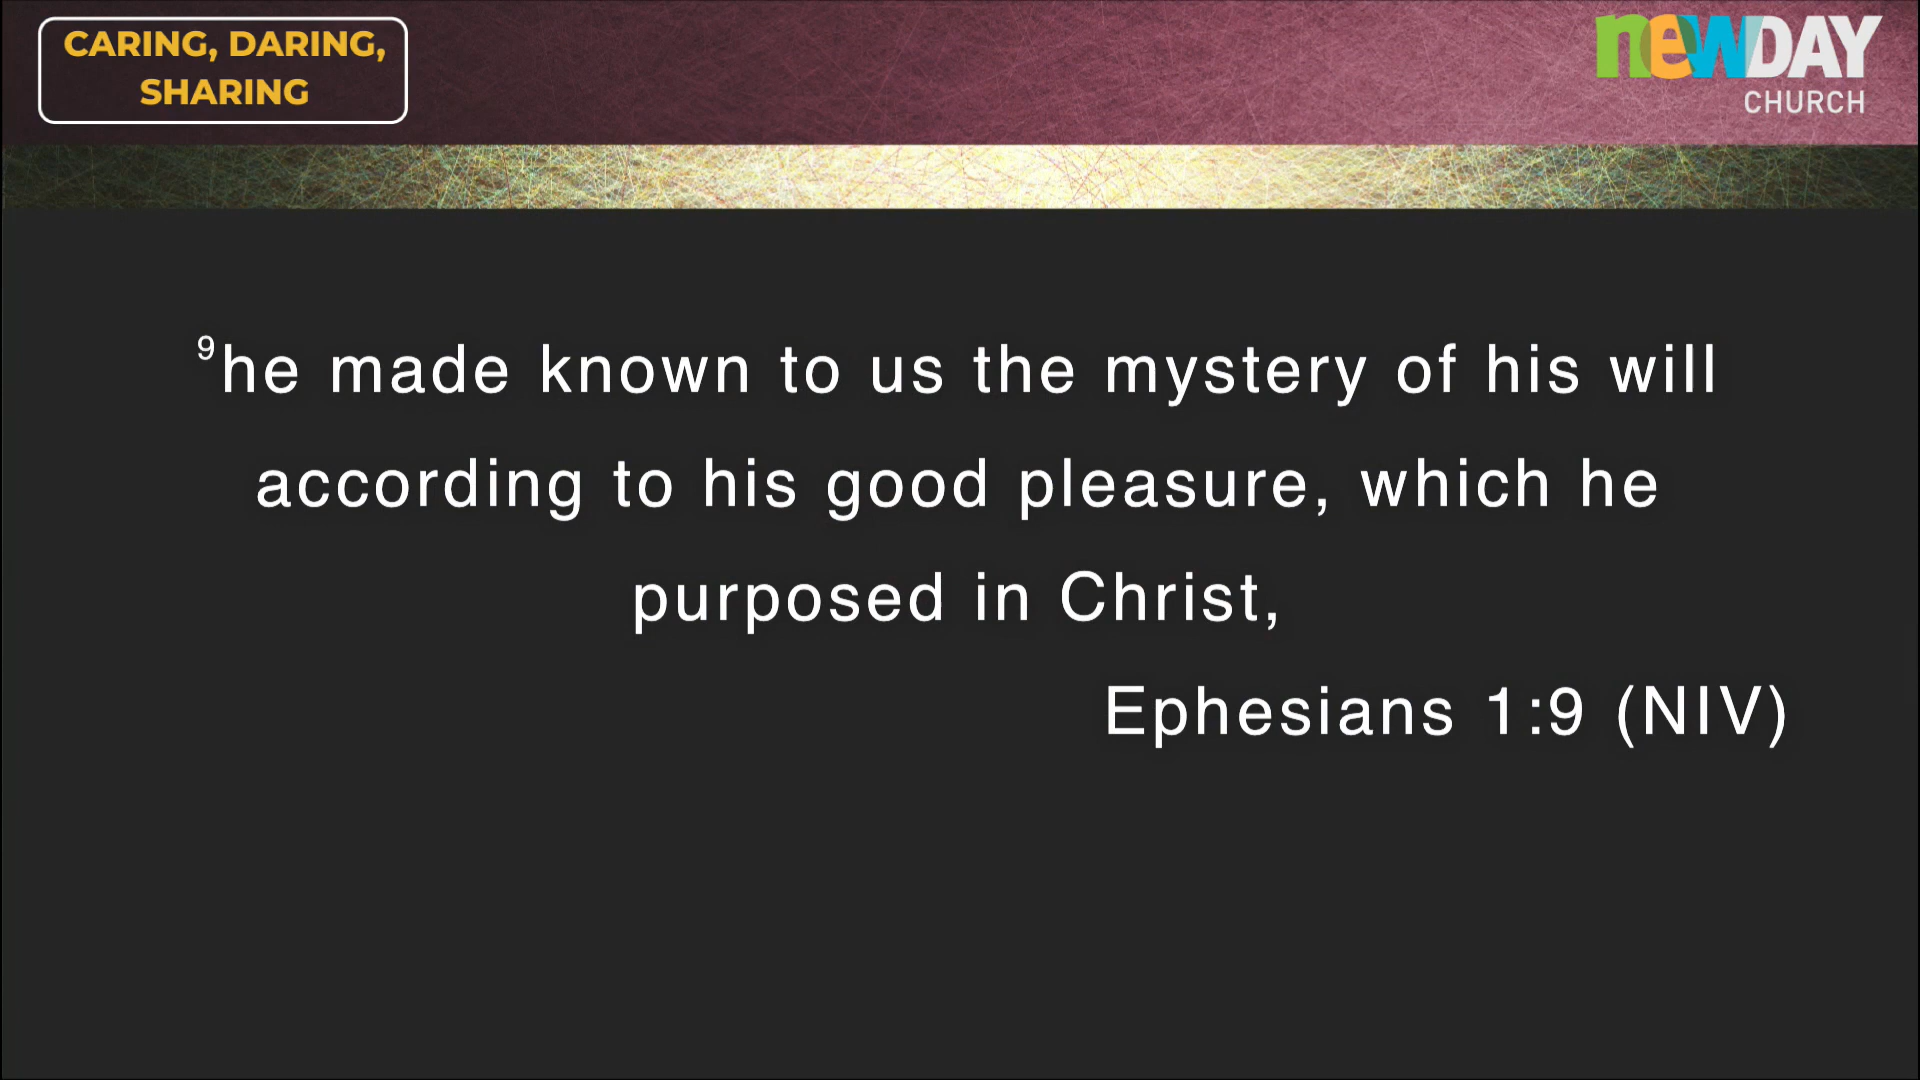 CARING, DARING,
SHARING
newDAY
CHURCH
⁹he made known to us the mystery of his will
according to his good pleasure, which he
purposed in Christ,
Ephesians 1:9 (NIV)